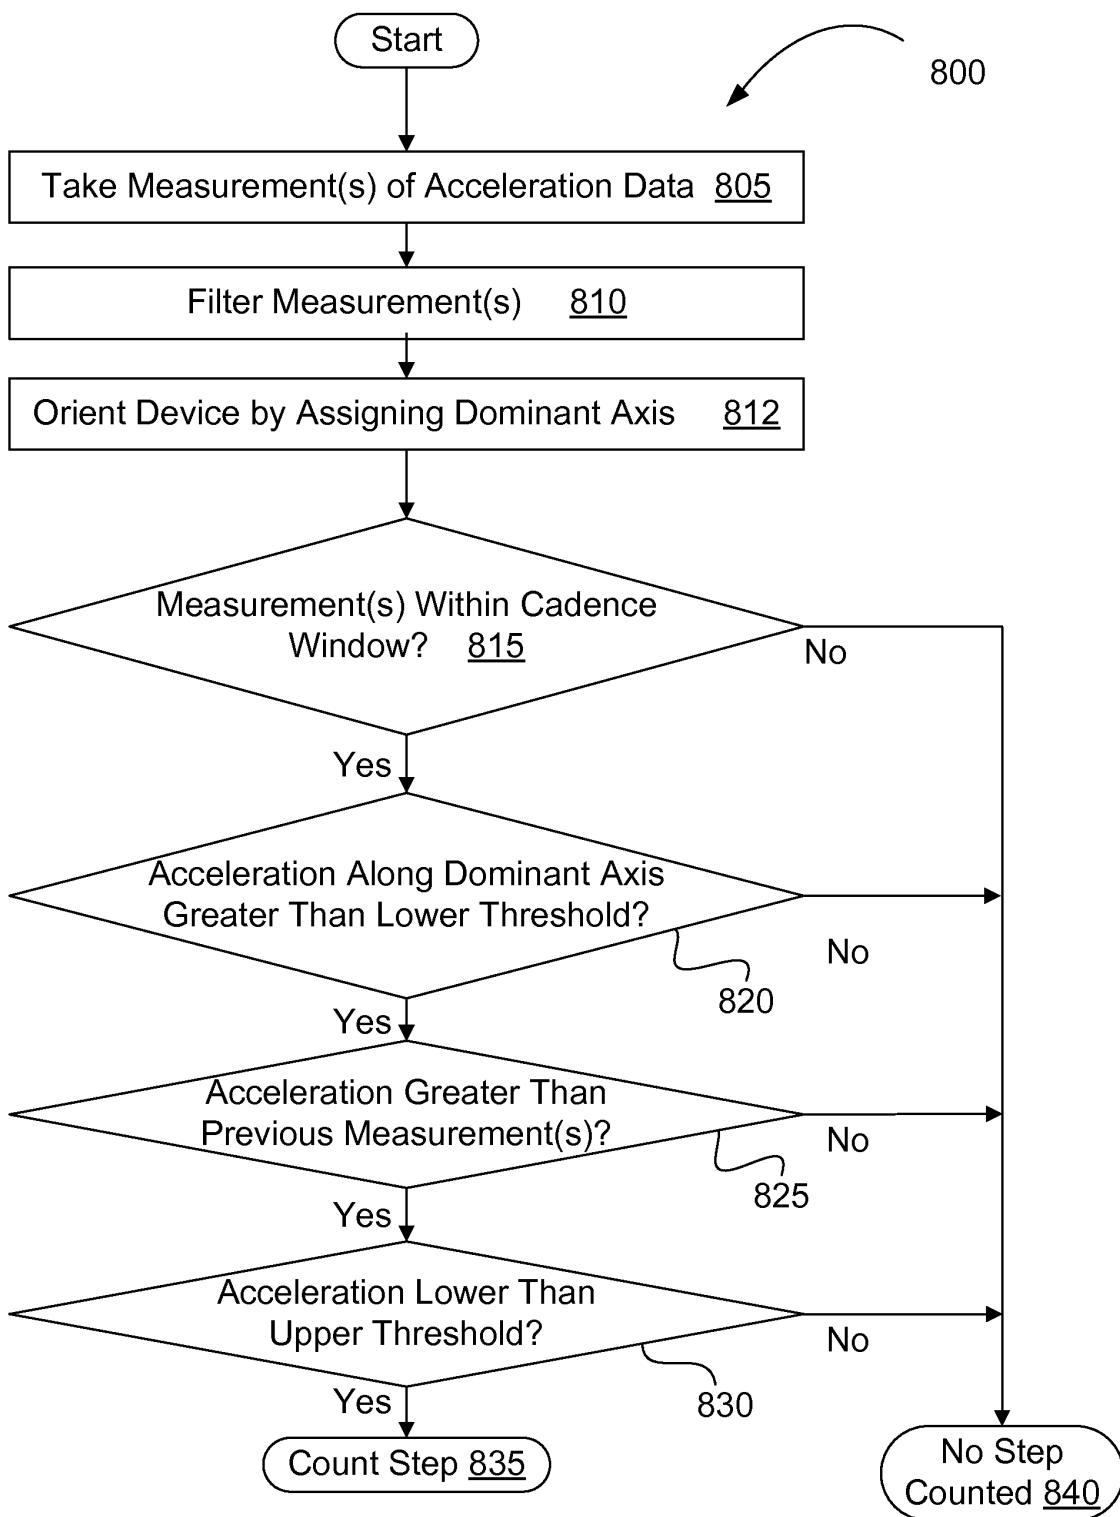 Start
800
Take Measurement(s) of Acceleration Data 805
Filter Measurement(s) 810
Orient Device by Assigning Dominant Axis 812
Measurement(s) Within Cadence
Window? 815
No
Yes
Acceleration Along Dominant Axis
Greater Than Lower Threshold?
No
820
Yes
Acceleration Greater Than
Previous Measurement(s)?
No
825
Yes
Acceleration Lower Than
Upper Threshold?
No
830
Yes
Count Step 835
No Step
Counted 840